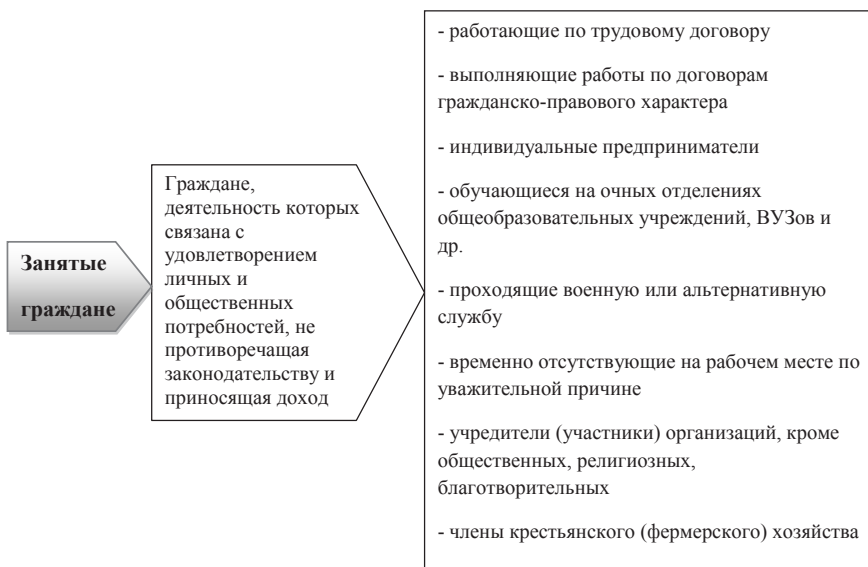 Занятые
граждане
Граждане,
деятельность которых
связана с
удовлетворением
личных и
общественных
потребностей, не
противоречащая
законодательству и
приносящая доход
- работающие по трудовому договору
- выполняющие работы по договорам
гражданско-правового характера
- индивидуальные предприниматели
- обучающиеся на очных отделениях
общеобразовательных учреждений, ВУЗов и
др.
- проходящие военную или альтернативную
службу
- временно отсутствующие на рабочем месте по
уважительной причине
- учредители (участники) организаций, кроме
общественных, религиозных,
благотворительных
- члены крестьянского (фермерского) хозяйства